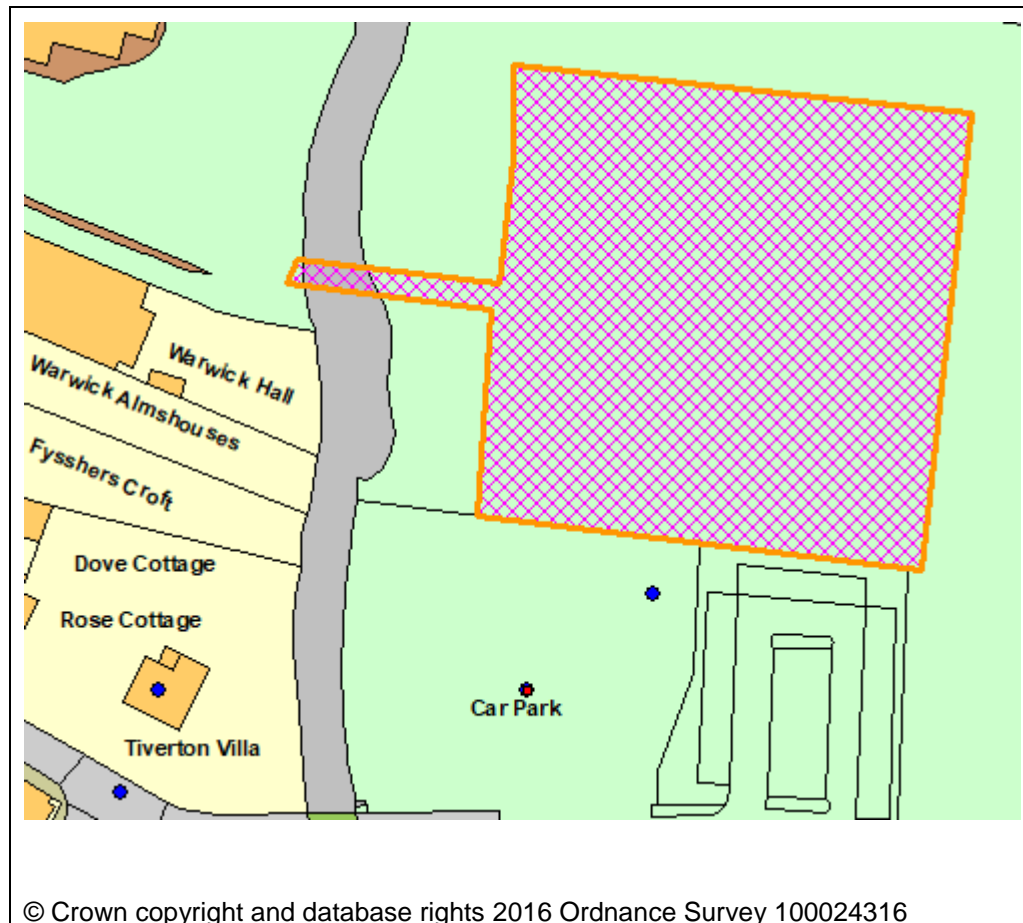 Warwick Hall
Warwick Almshouses
Fysshers Croft
Dove Cottage
Rose Cottage
Car Park
Tiverton Villa
© Crown copyright and database rights 2016 Ordnance Survey 100024316